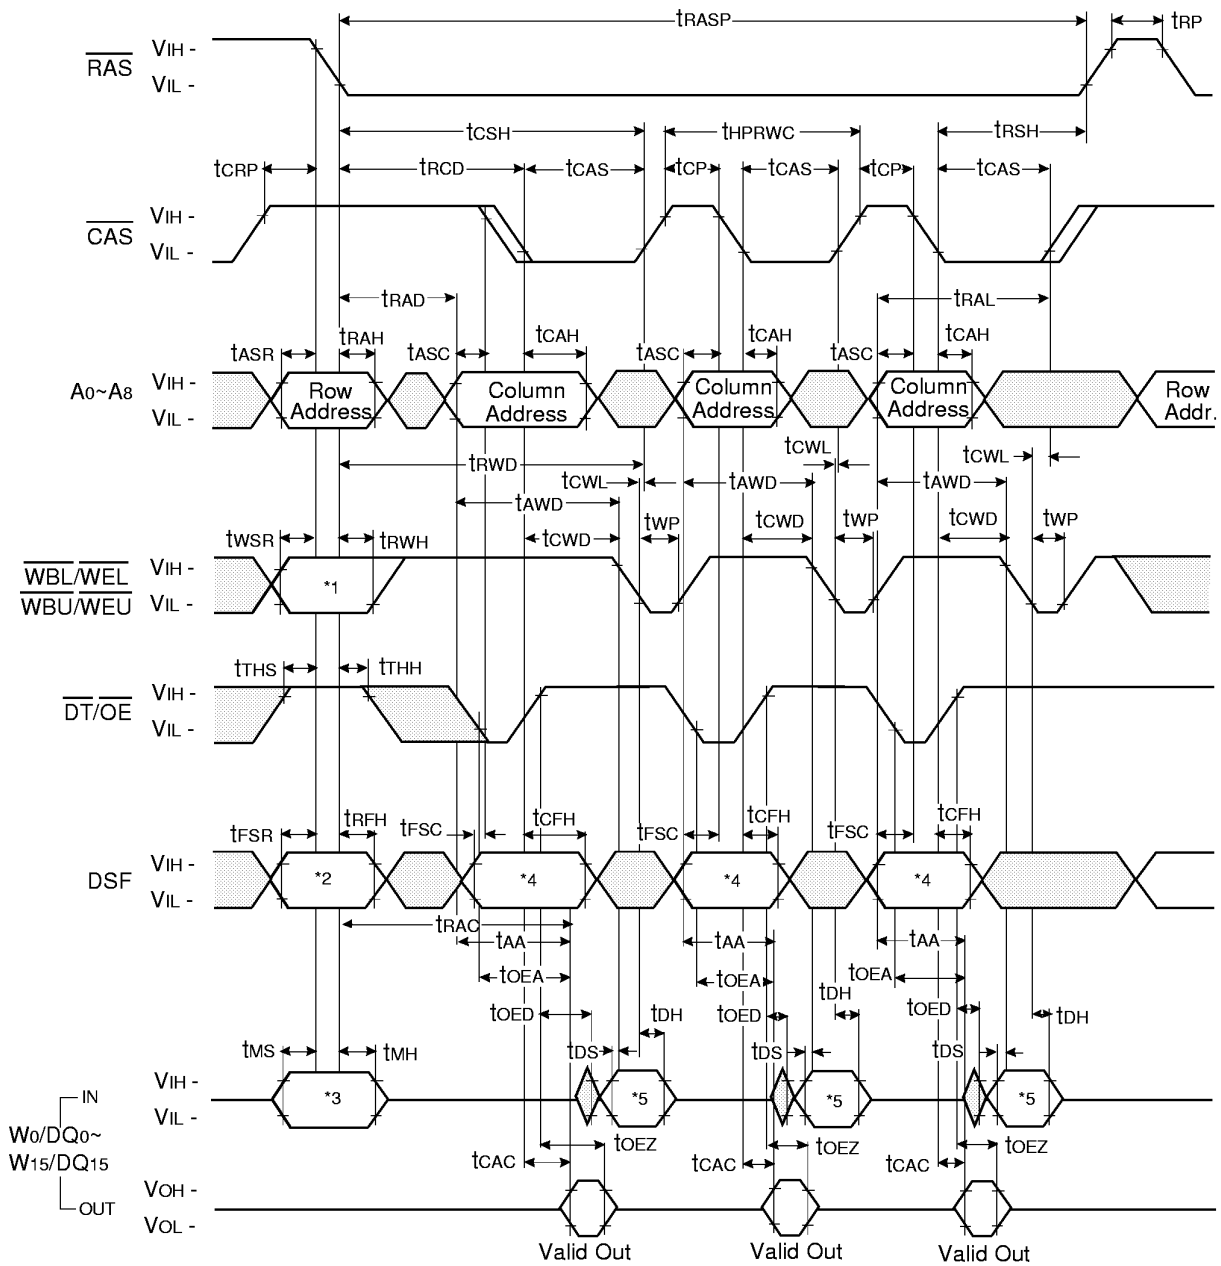 tRASP tRP
RAS VIH -
VIL -
tCSH tHPRWC tRSH
tCRP tRCD tCAS tCP tCAS tCP tCAS
CAS VIH -
VIL -
tRAD tRAL
tASR tRAH tASC tCAH tASC tCAH tASC tCAH
A0~A8 VIH -
VIL -
Row Address
Column Address
Column Address
Column Address
Row Addr.
tRWD tCWL tCWL
tCWL tAWD tAWD
tAWD
tWSR tRWH tCWD tWP tCWD tWP tCWD tWP
WBL/WEL VIH -
WBU/WEU VIL -
*1
tTHS tTHH
DT/OE VIH -
VIL -
tFSR tRFH tFSC tCFH tFSC tCFH tFSC tCFH
DSF VIH -
VIL -
*2 *4 *4 *4
tRAC
tAA tAA tAA
tOEA tOEA tOEA
tOED tDH tOED tDH tOED tDH
tMS tMH tDS tDS tDS
VIH -
IN
VIL -
*3 *5 *5 *5
W0/DQ0~
W15/DQ15
tOEZ tOEZ tOEZ
tCAC tCAC tCAC
VOH -
OUT
VOL -
Valid Out Valid Out Valid Out